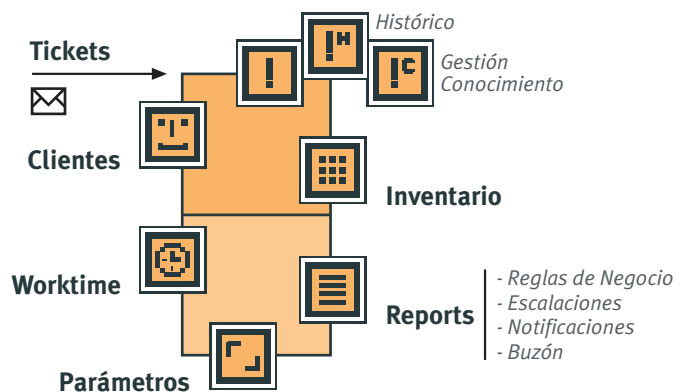 Histórico
Tickets
Gestión
Conocimiento
!
!H
!C
Clientes
Inventario
Worktime
Reports
- Reglas de Negocio
- Escalaciones
- Notificaciones
- Buzón
Parámetros